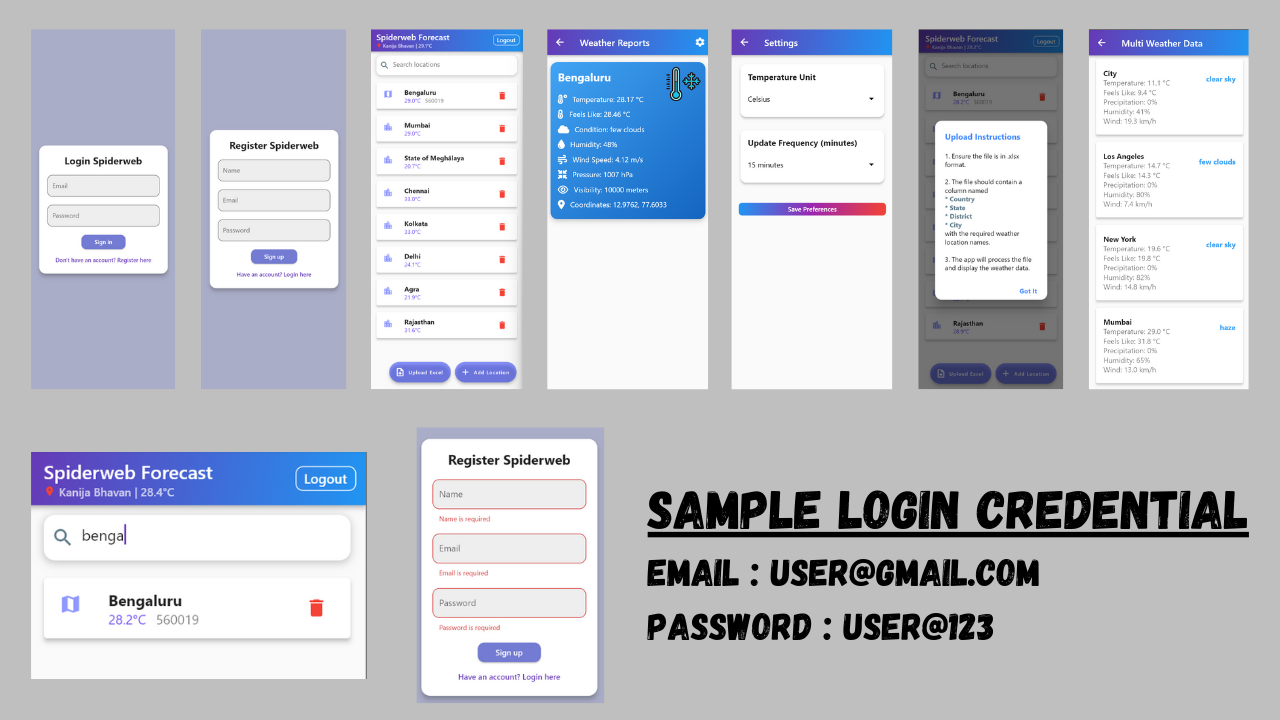 Login Spiderweb
Email
Password
Sign in
Don't have an account? Register here
Register Spiderweb
Name
Email
Password
Sign up
Have an account? Login here
Spiderweb Forecast
Kanija Bhavan | 29.1°C
Logout
Search locations
Bengaluru
29.0°C 560019
Mumbai
29.0°C
State of Meghālaya
20.7°C
Chennai
33.0°C
Kolkata
33.0°C
Delhi
24.1°C
Agra
21.9°C
Rajasthan
31.6°C
Upload Excel
Add Location
Weather Reports
Bengaluru
Temperature: 28.17 °C
Feels Like: 28.46 °C
Condition: few clouds
Humidity: 48%
Wind Speed: 4.12 m/s
Pressure: 1007 hPa
Visibility: 10000 meters
Coordinates: 12.9762, 77.6033
Settings
Temperature Unit
Celsius
Update Frequency (minutes)
15 minutes
Save Preferences
Spiderweb Forecast
Logout
Search locations
Bengaluru
28.2°C 560019
Upload Instructions
1. Ensure the file is in .xlsx
format.
2. The file should contain a
column named
* Country
* State
* District
* City
with the required weather
location names.
3. The app will process the file
and display the weather data.
Got It
Rajasthan
Upload Excel
Add Location
Multi Weather Data
City
Temperature: 11.1 °C
clear sky
Feels Like: 9.4 °C
Precipitation: 0%
Humidity: 41%
Wind: 19.3 km/h
Los Angeles
Temperature: 14.7 °C
few clouds
Feels Like: 14.3 °C
Precipitation: 0%
Humidity: 80%
Wind: 7.4 km/h
New York
Temperature: 19.6 °C
clear sky
Feels Like: 19.8 °C
Precipitation: 0%
Humidity: 82%
Wind: 14.8 km/h
Mumbai
Temperature: 29.0 °C
haze
Feels Like: 31.8 °C
Precipitation: 0%
Humidity: 65%
Wind: 13.0 km/h
Spiderweb Forecast
Kanija Bhavan | 28.4°C
Logout
benga
Bengaluru
28.2°C 560019
Register Spiderweb
Name
Name is required
Email
Email is required
Password
Password is required
Sign up
Have an account? Login here
SAMPLE LOGIN CREDENTIAL
EMAIL : USER@GMAIL.COM
PASSWORD : USER@123